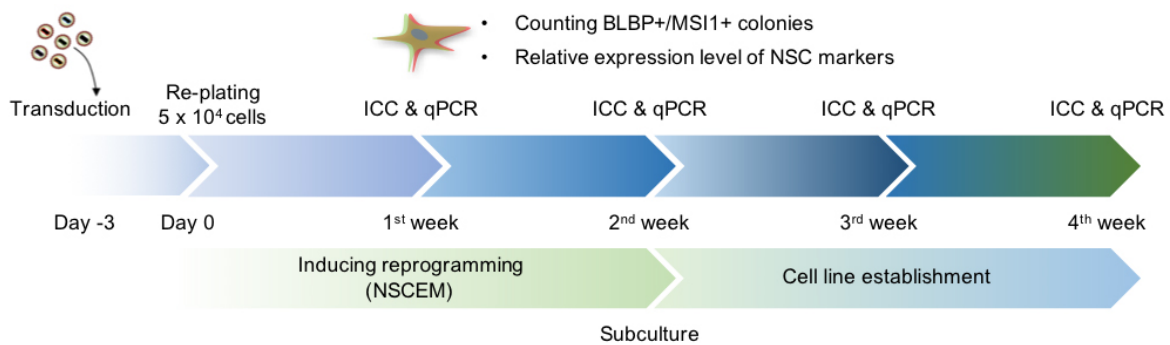 • Counting BLBP+/MSI1+ colonies
• Relative expression level of NSC markers
Transduction
Re-plating
5 x 10⁴ cells
ICC & qPCR
ICC & qPCR
ICC & qPCR
ICC & qPCR
Day -3
Day 0
1ˢᵗ week
2ⁿᵈ week
3ʳᵈ week
4ᵗʰ week
Inducing reprogramming
(NSCEM)
Cell line establishment
Subculture